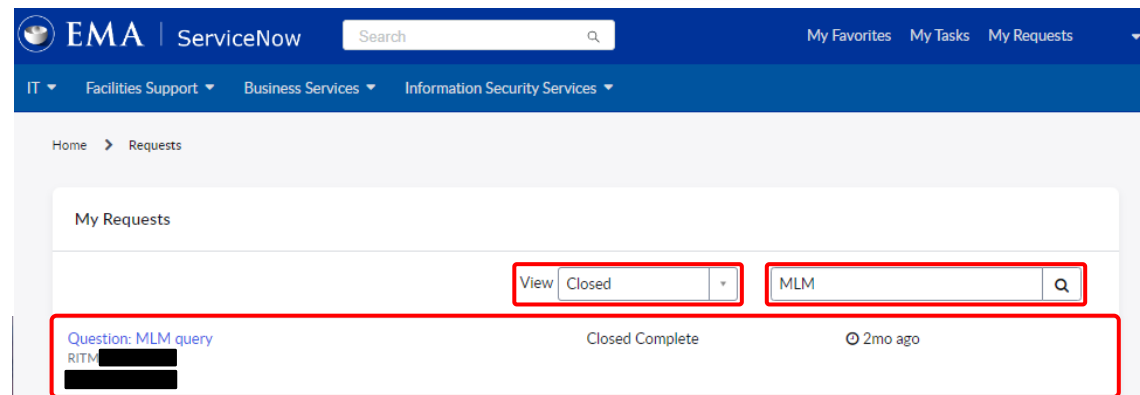 EMA | ServiceNow Search My Favorites My Tasks My Requests
IT Facilities Support Business Services Information Security Services
Home > Requests
My Requests
View Closed MLM
Question: MLM query Closed Complete 2mo ago
RITM